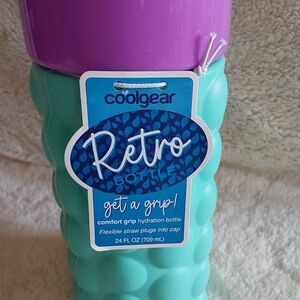 coolgear
Retro
BOTTLE
get a grip!
comfort grip hydration bottle
Flexible straw plugs into cap
24 FL OZ (709 mL)